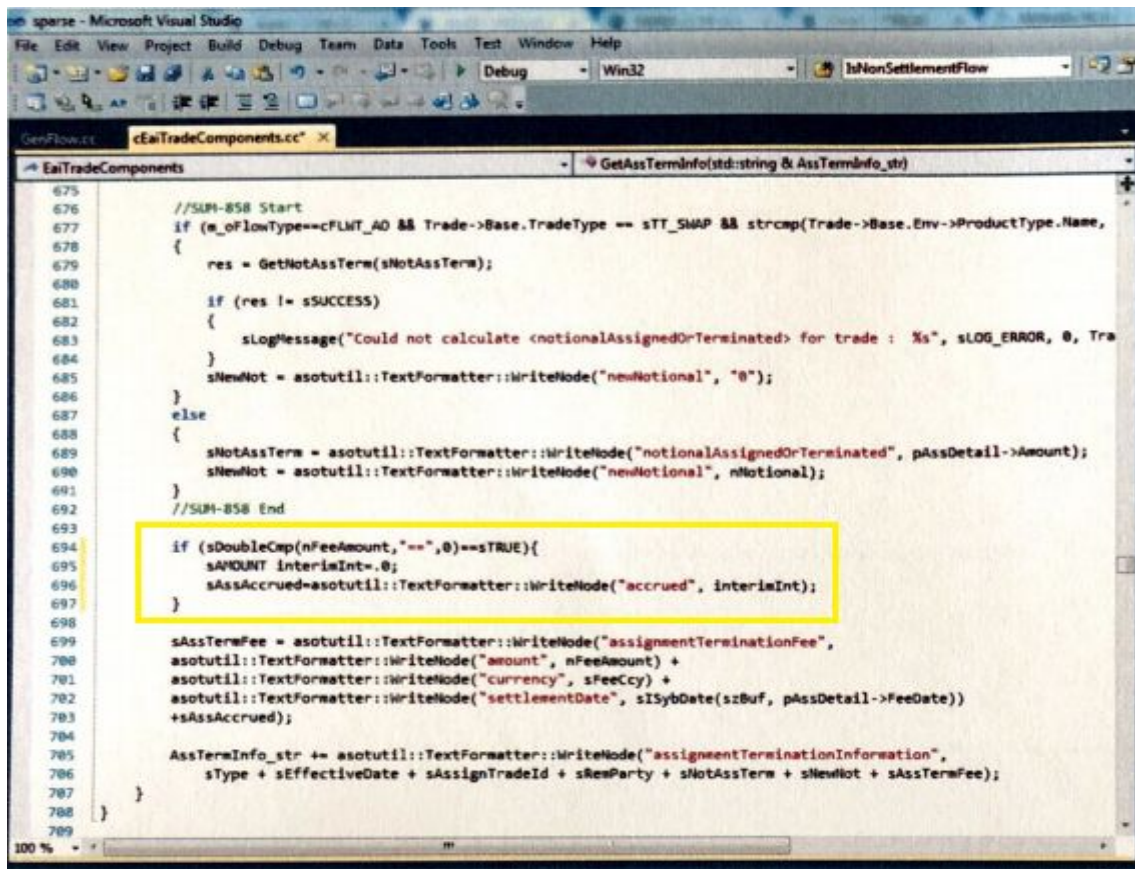 sparse - Microsoft Visual Studio
File Edit View Project Build Debug Team Data Tools Test Window Help
Debug Win32 IsNonSettlementFlow
GenFlow.cc cEaiTradeComponents.cc* ×
EaiTradeComponents GetAssTermInfo(std::string & AssTermInfo_str)
675
676 //SUM-858 Start
677 if (m_oFlowType==cFLWT_AO && Trade->Base.TradeType == sTT_SWAP && strcmp(Trade->Base.Env->ProductType.Name,
678 {
679 res = GetNotAssTerm(sNotAssTerm);
680
681 if (res != sSUCCESS)
682 {
683 sLogMessage("Could not calculate <notionalAssignedOrTerminated> for trade : %s", sLOG_ERROR, 0, Tra
684 }
685 sNewNot = asotutil::TextFormatter::WriteNode("newNotional", "0");
686 }
687 else
688 {
689 sNotAssTerm = asotutil::TextFormatter::WriteNode("notionalAssignedOrTerminated", pAssDetail->Amount);
690 sNewNot = asotutil::TextFormatter::WriteNode("newNotional", nNotional);
691 }
692 //SUM-858 End
693
694 if (sDoubleCmp(nFeeAmount,"==",0)==sTRUE){
695 sAMOUNT interimInt=.0;
696 sAssAccrued=asotutil::TextFormatter::WriteNode("accrued", interimInt);
697 }
698
699 sAssTermFee = asotutil::TextFormatter::WriteNode("assignmentTerminationFee",
700 asotutil::TextFormatter::WriteNode("amount", nFeeAmount) +
701 asotutil::TextFormatter::WriteNode("currency", sFeeCcy) +
702 asotutil::TextFormatter::WriteNode("settlementDate", sISybDate(szBuf, pAssDetail->FeeDate))
703 +sAssAccrued);
704
705 AssTermInfo_str += asotutil::TextFormatter::WriteNode("assignmentTerminationInformation",
706 sType + sEffectiveDate + sAssignTradeId + sRemParty + sNotAssTerm + sNewNot + sAssTermFee);
707 }
708 }
709
100 %